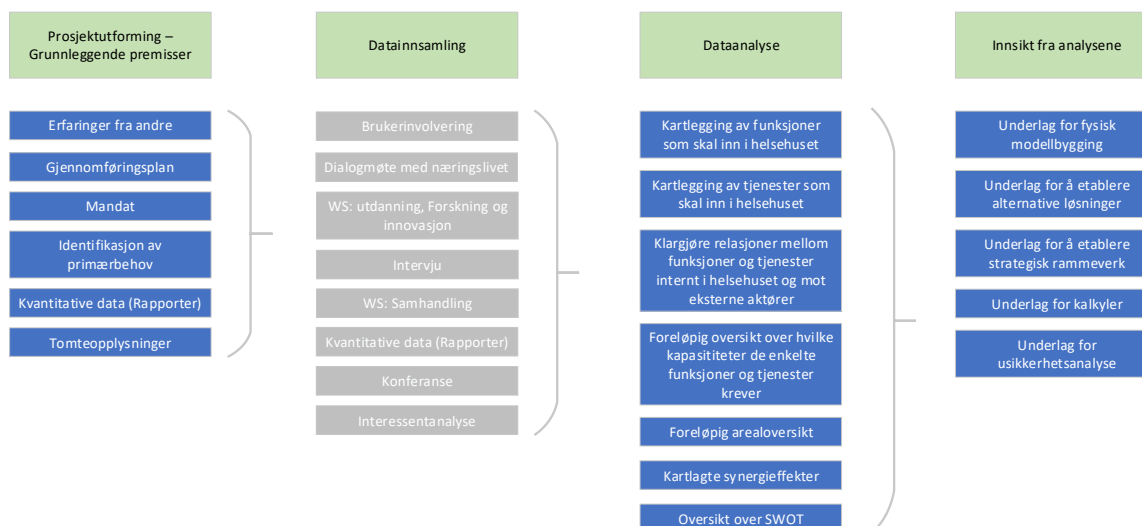 Prosjektutforming –
Grunnleggende premisser
Erfaringer fra andre
Gjennomføringsplan
Mandat
Identifikasjon av
primærbehov
Kvantitative data (Rapporter)
Tomteopplysninger
Datainnsamling
Brukerinvolvering
Dialogmøte med næringslivet
WS: utdanning, Forskning og
innovasjon
Intervju
WS: Samhandling
Kvantitative data (Rapporter)
Konferanse
Interessentanalyse
Dataanalyse
Kartlegging av funksjoner
som skal inn i helsehuset
Kartlegging av tjenester som
skal inn i helsehuset
Klargjøre relasjoner mellom
funksjoner og tjenester
internt i helsehuset og mot
eksterne aktører
Foreløpig oversikt over hvilke
kapasititeter de enkelte
funksjoner og tjenester
krever
Foreløpig arealoversikt
Kartlagte synergieffekter
Oversikt over SWOT
Innsikt fra analysene
Underlag for fysisk
modellbygging
Underlag for å etablere
alternative løsninger
Underlag for å etablere
strategisk rammeverk
Underlag for kalkyler
Underlag for
usikkerhetsanalyse